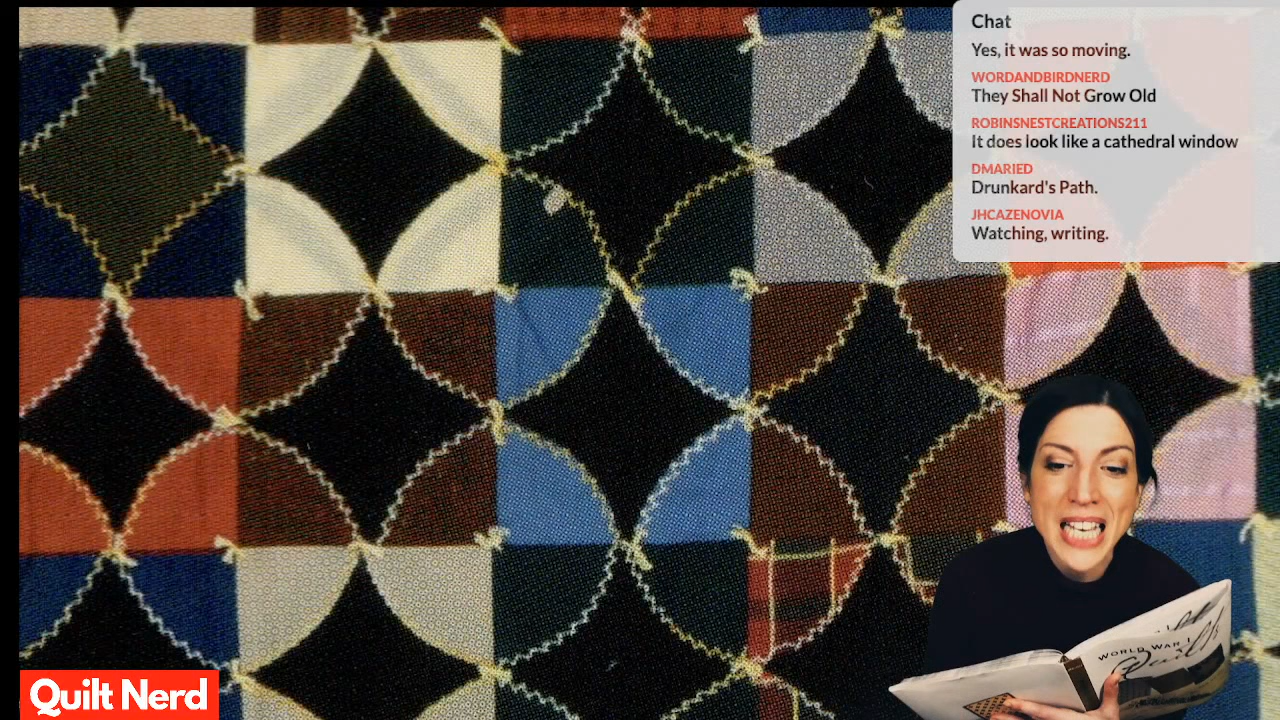 Chat
Yes, it was so moving.
WORDANDBIRDNERD
They Shall Not Grow Old
ROBINSNESTCREATIONS211
It does look like a cathedral window
DMARIED
Drunkard's Path.
JHCAZENOVIA
Watching, writing.
WORLD WAR I
Quilts
Quilt Nerd